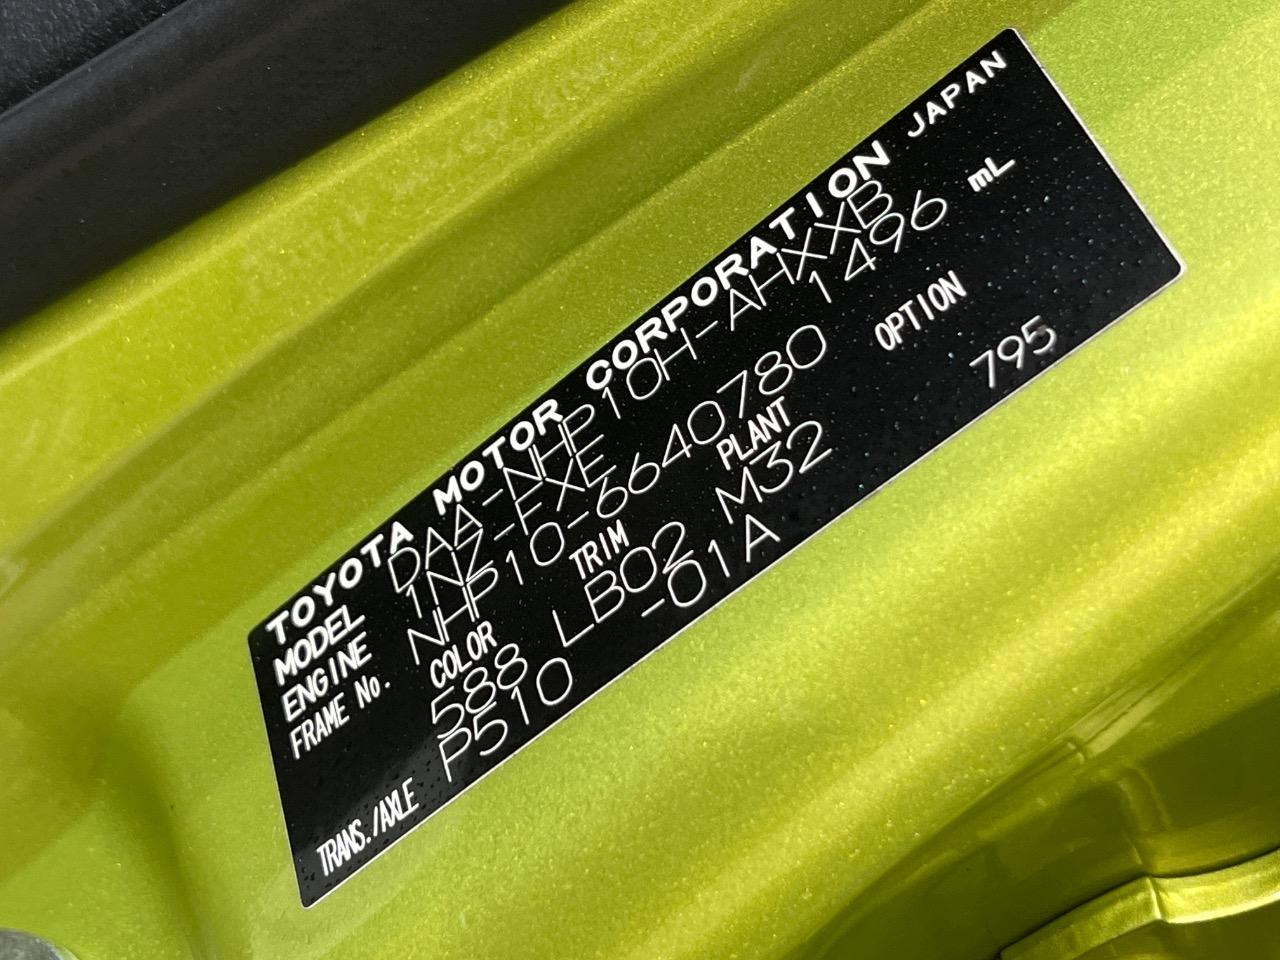 TOYOTA MOTOR CORPORATION JAPAN
MODEL DAA-NHP10H-AHXXB
ENGINE 1NZ-FXE 1496 mL
FRAME No. NHP10-6640780
COLOR TRIM PLANT OPTION
588 LB02 M32 795
TRANS./AXLE P510 -01A